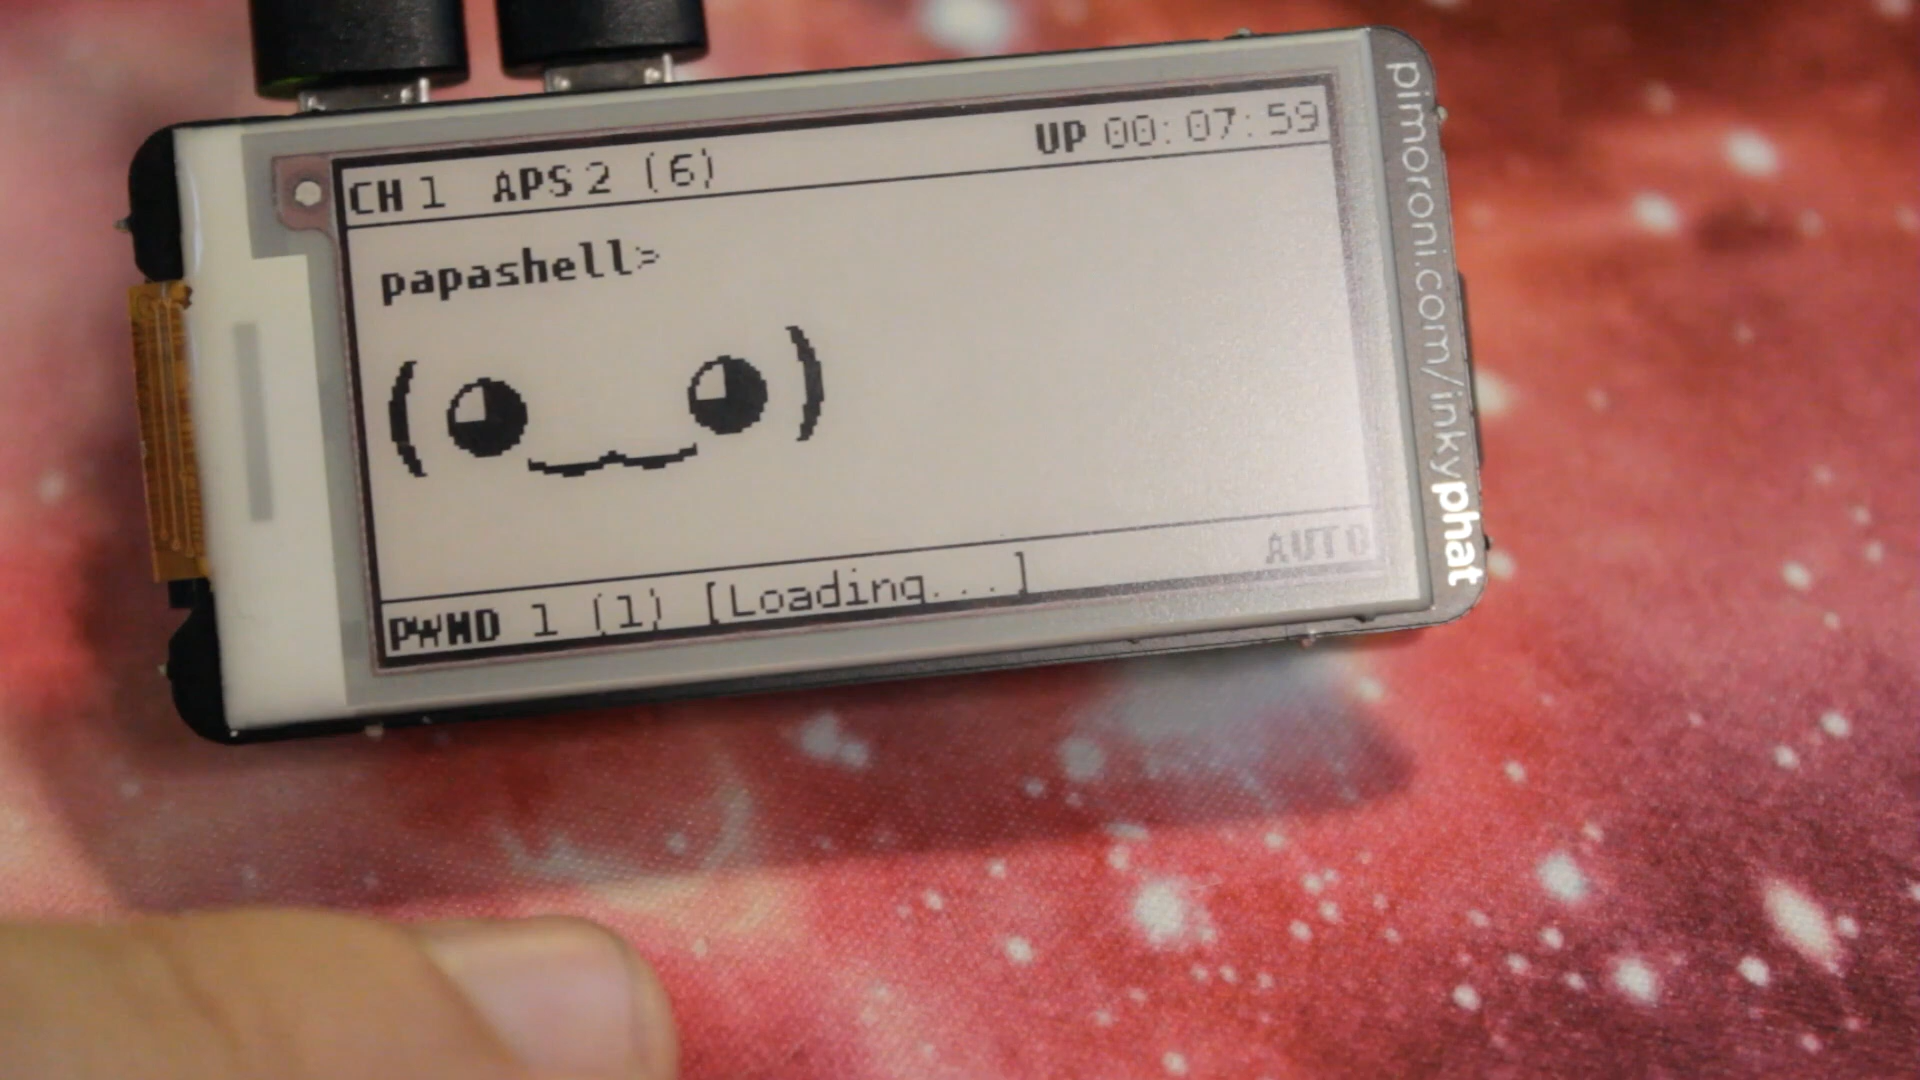 CH 1 APS 2 (6) UP 00:07:59
papashell>
PWND 1 (1) [Loading...] AUTO
pimoroni.com/inkyphat